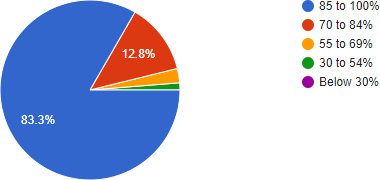 85 to 100%
70 to 84%
55 to 69%
30 to 54%
Below 30%
12.8%
83.3%